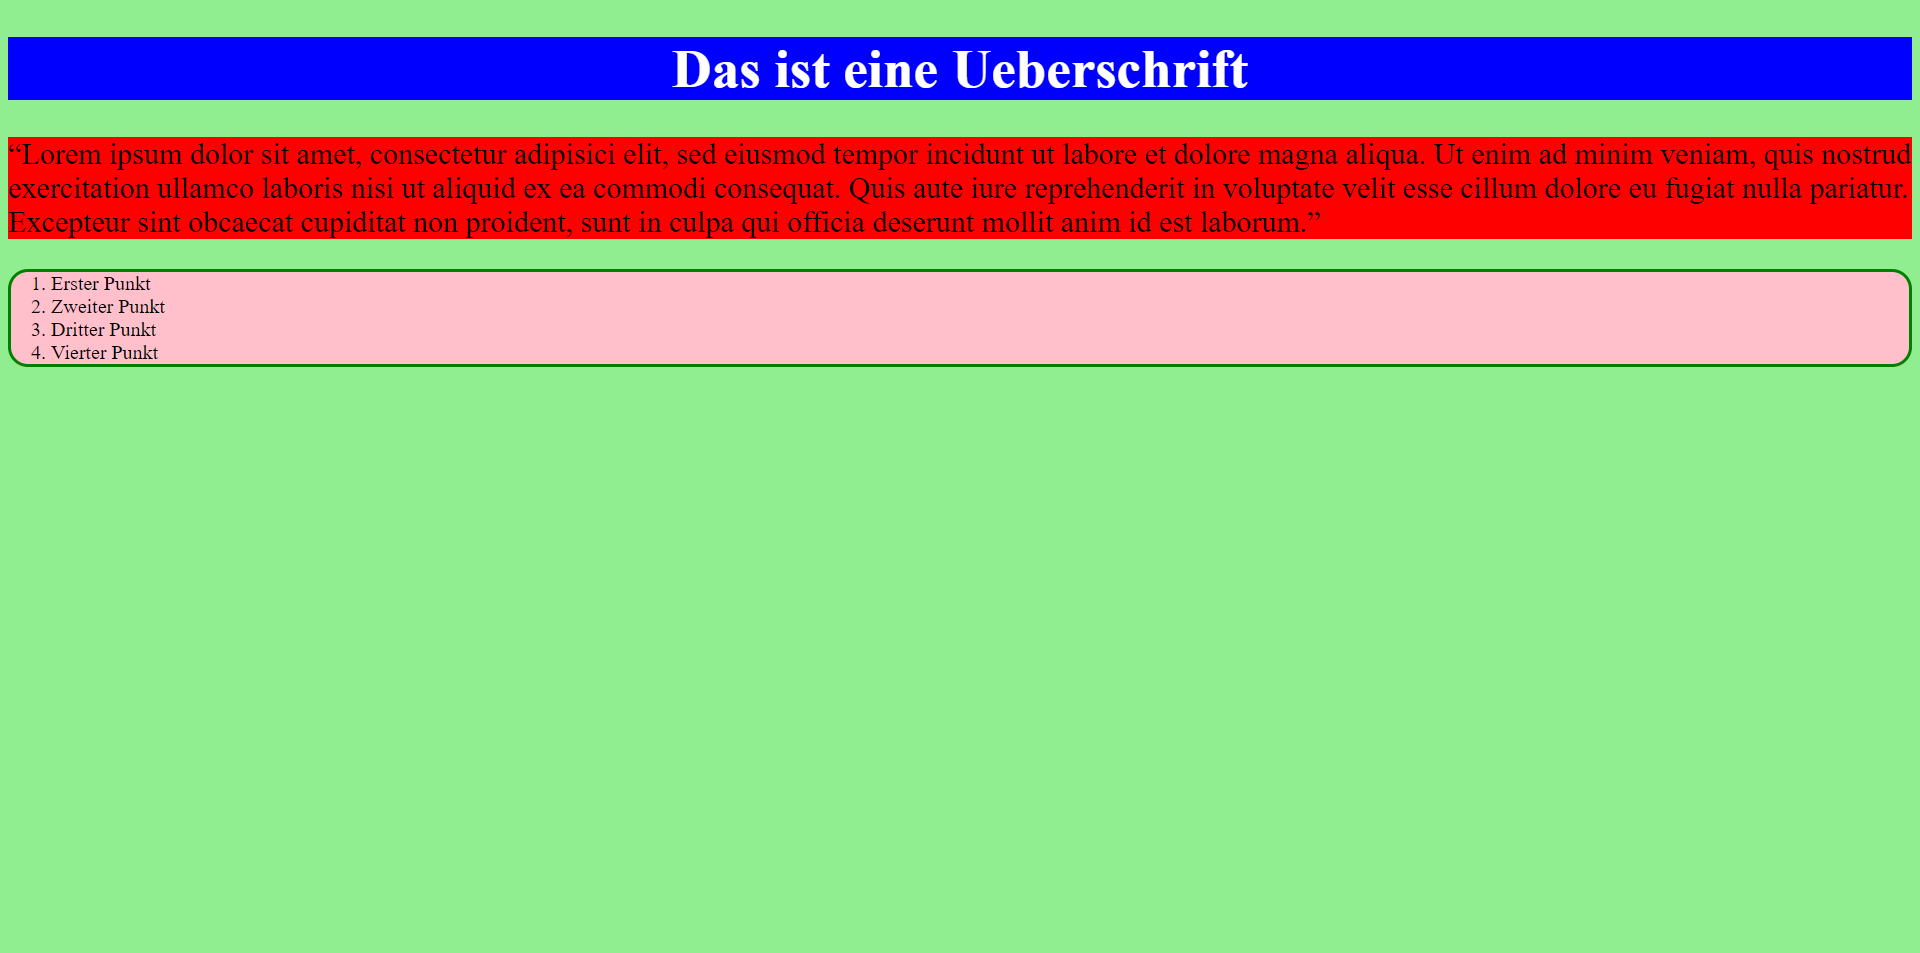 Das ist eine Ueberschrift
“Lorem ipsum dolor sit amet, consectetur adipisici elit, sed eiusmod tempor incidunt ut labore et dolore magna aliqua. Ut enim ad minim veniam, quis nostrud
exercitation ullamco laboris nisi ut aliquid ex ea commodi consequat. Quis aute iure reprehenderit in voluptate velit esse cillum dolore eu fugiat nulla pariatur.
Excepteur sint obcaecat cupiditat non proident, sunt in culpa qui officia deserunt mollit anim id est laborum.”
1. Erster Punkt
2. Zweiter Punkt
3. Dritter Punkt
4. Vierter Punkt